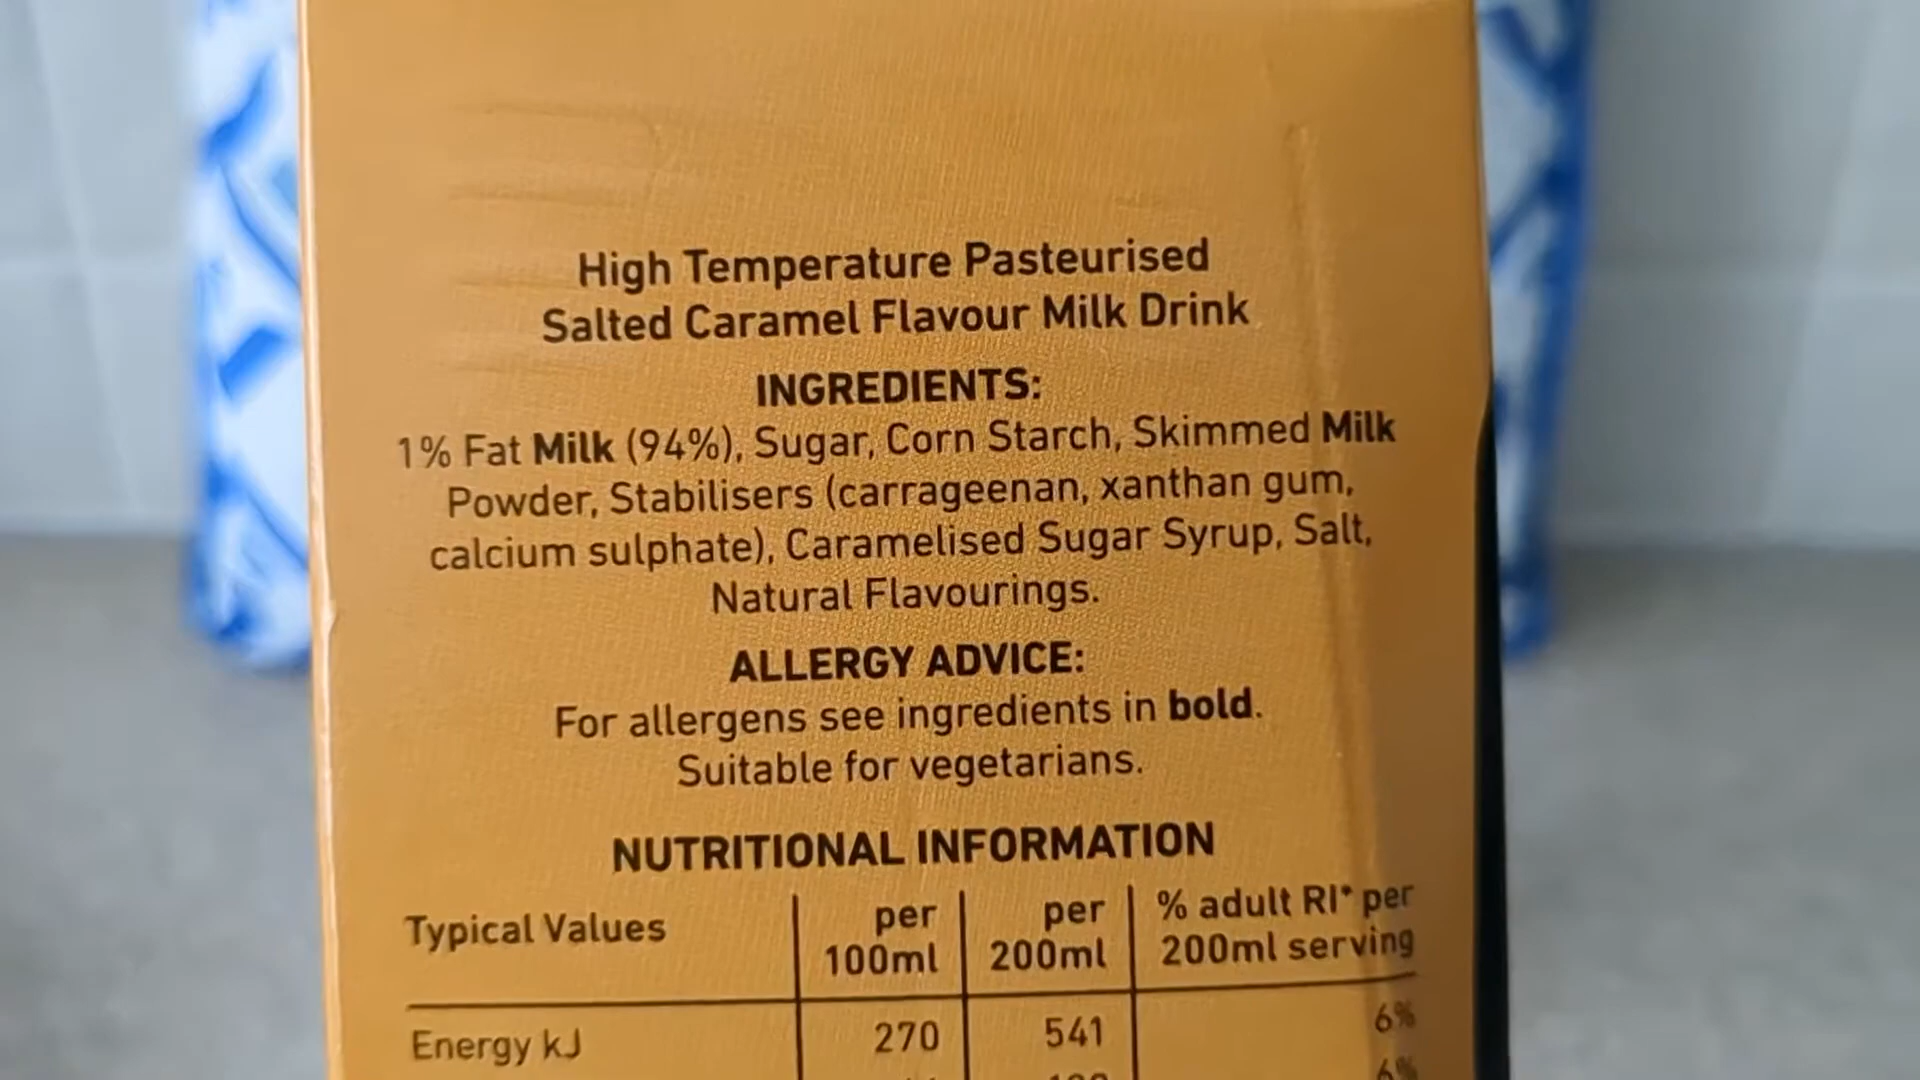 High Temperature Pasteurised
Salted Caramel Flavour Milk Drink
INGREDIENTS:
1% Fat Milk (94%), Sugar, Corn Starch, Skimmed Milk
Powder, Stabilisers (carrageenan, xanthan gum,
calcium sulphate), Caramelised Sugar Syrup, Salt,
Natural Flavourings.
ALLERGY ADVICE:
For allergens see ingredients in bold.
Suitable for vegetarians.
NUTRITIONAL INFORMATION
Typical Values per 100ml per 200ml % adult RI* per 200ml serving
Energy kJ 270 541 6%
6%